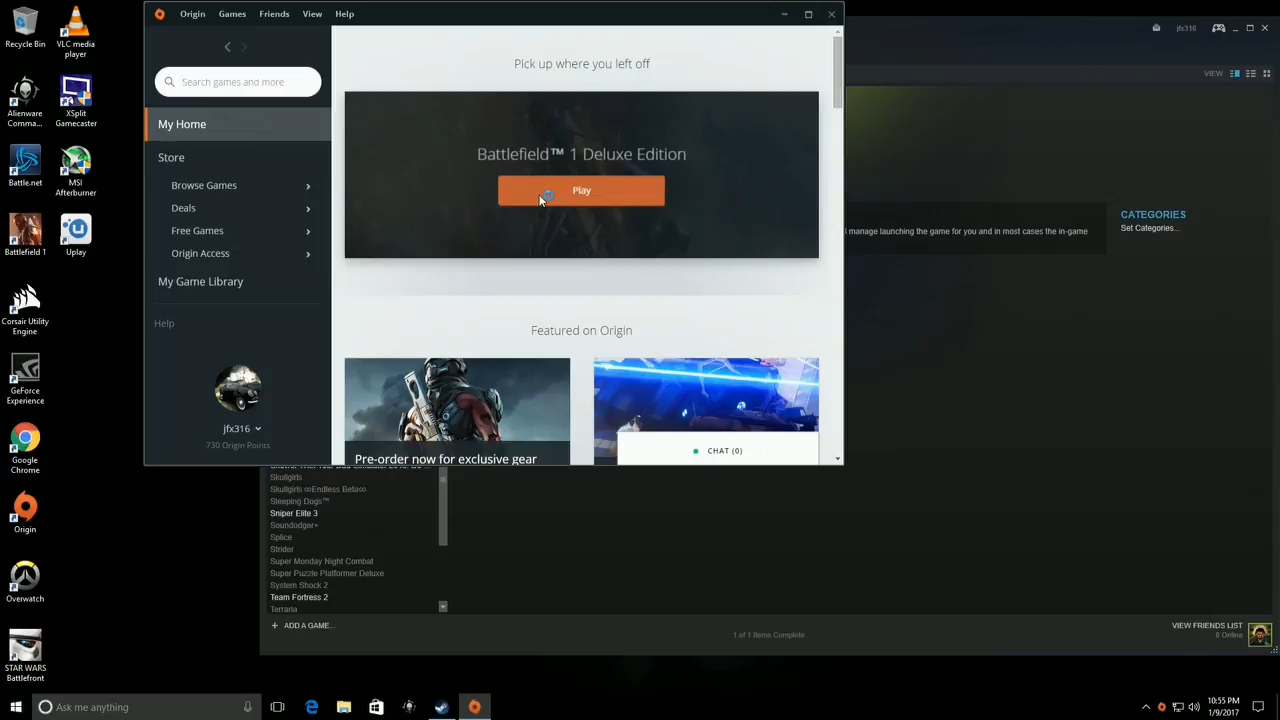 Recycle Bin
VLC media
player
Alienware
Comma...
XSplit
Gamecaster
Battle.net
MSI
Afterburner
Battlefield 1
Uplay
Corsair Utility
Engine
GeForce
Experience
Google
Chrome
Origin
Overwatch
STAR WARS
Battlefront
Origin Games Friends View Help
Search games and more
My Home
Store
Browse Games
Deals
Free Games
Origin Access
My Game Library
Help
jfx316
730 Origin Points
Pick up where you left off
Battlefield™ 1 Deluxe Edition
Play
Featured on Origin
Pre-order now for exclusive gear
CHAT (0)
jfx316
VIEW
CATEGORIES
Set Categories...
l manage launching the game for you and in most cases the in-game
Skullgirls
Skullgirls ∞Endless Beta∞
Sleeping Dogs™
Sniper Elite 3
Soundodger+
Splice
Strider
Super Monday Night Combat
Super Puzzle Platformer Deluxe
System Shock 2
Team Fortress 2
Terraria
+ ADD A GAME...
1 of 1 Items Complete
VIEW FRIENDS LIST
8 Online
Ask me anything
10:55 PM
1/9/2017